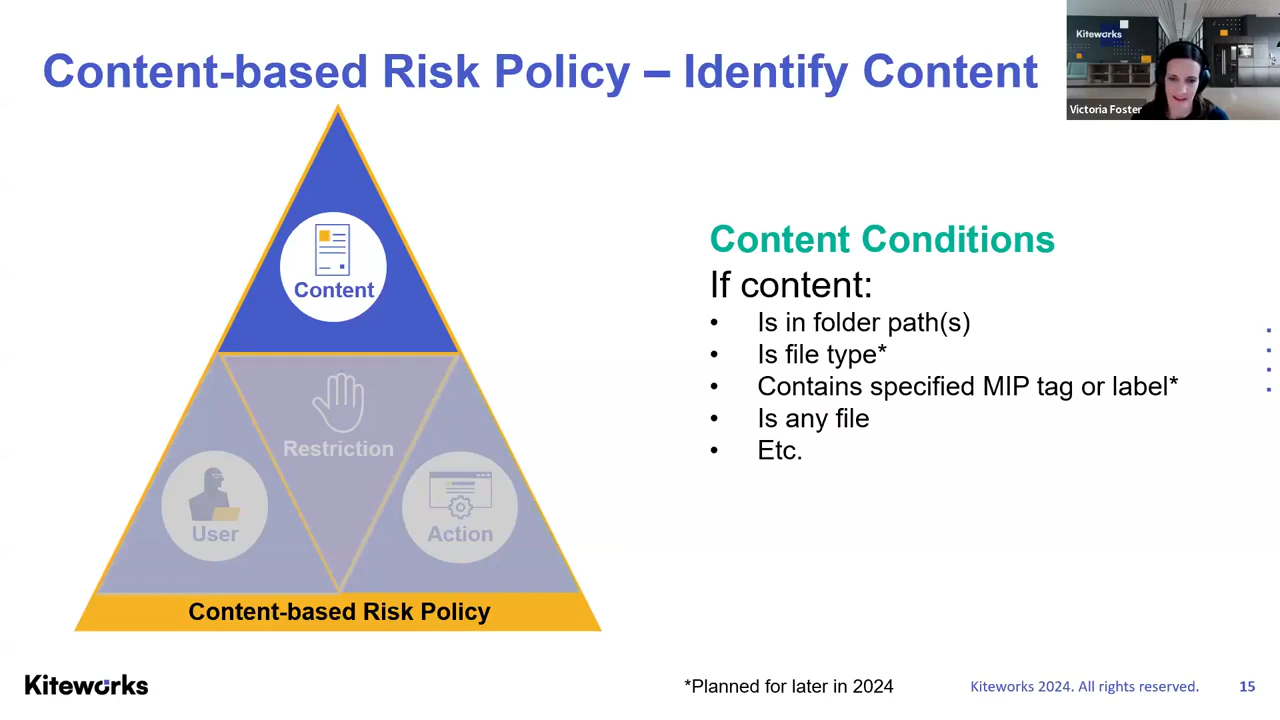 Content-based Risk Policy – Identify Content
Kiteworks
Victoria Foster
Content
Restriction
User
Action
Content-based Risk Policy
Content Conditions
If content:
• Is in folder path(s)
• Is file type*
• Contains specified MIP tag or label*
• Is any file
• Etc.
Kiteworks
*Planned for later in 2024
Kiteworks 2024. All rights reserved.
15